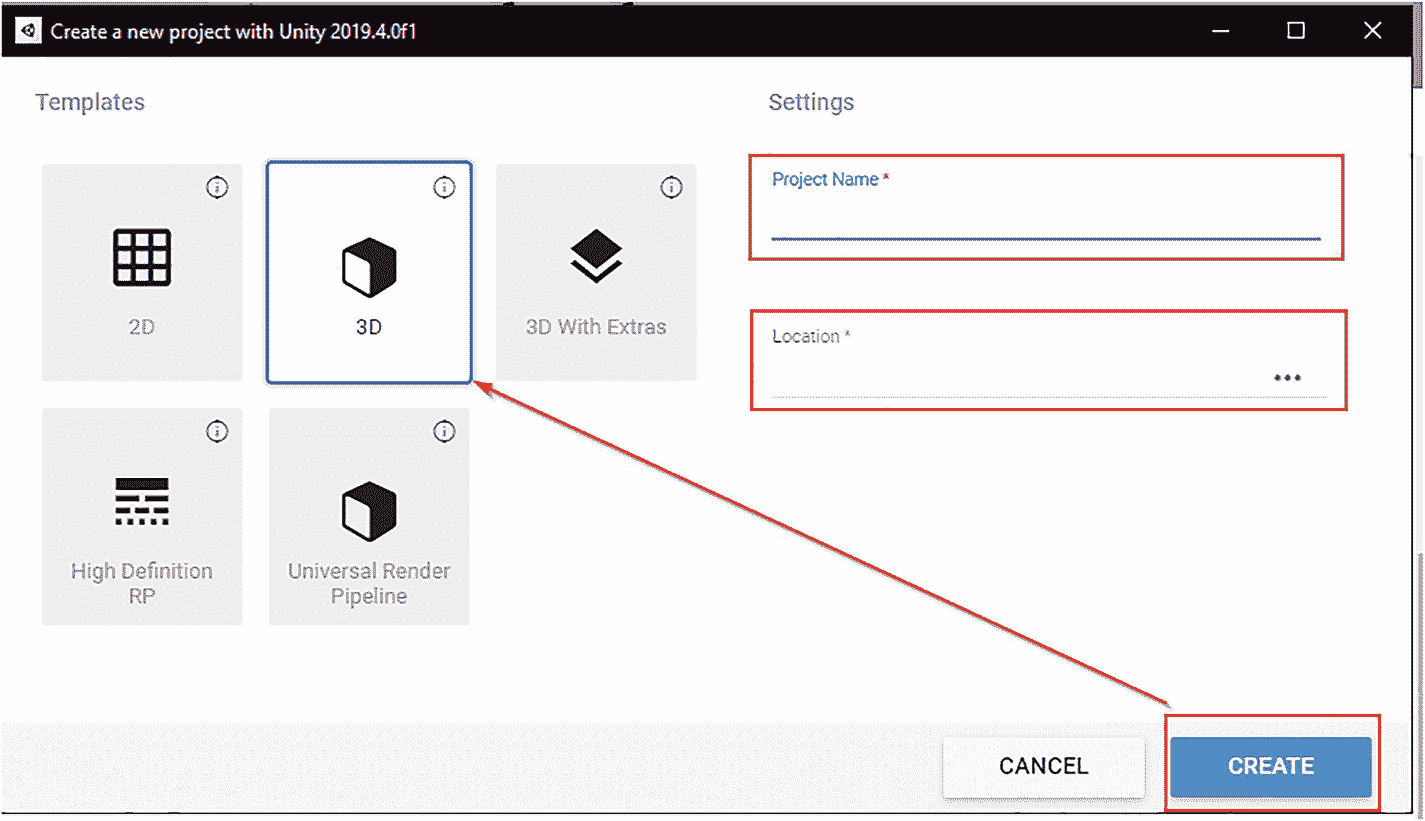 Create a new project with Unity 2019.4.0f1
Templates
Settings
2D
3D
3D With Extras
High Definition
RP
Universal Render
Pipeline
Project Name *
Location *
CANCEL
CREATE